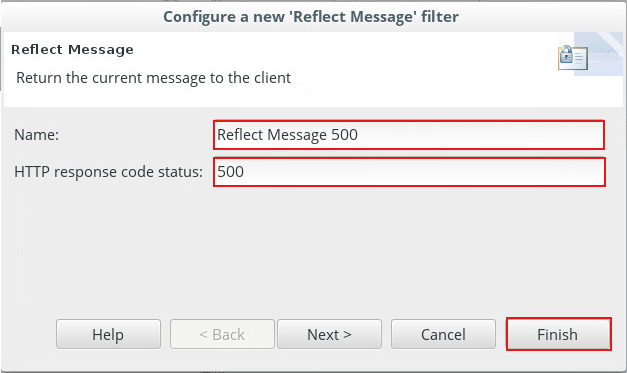 Configure a new 'Reflect Message' filter
Reflect Message
Return the current message to the client
Name: Reflect Message 500
HTTP response code status: 500
Help < Back Next > Cancel Finish